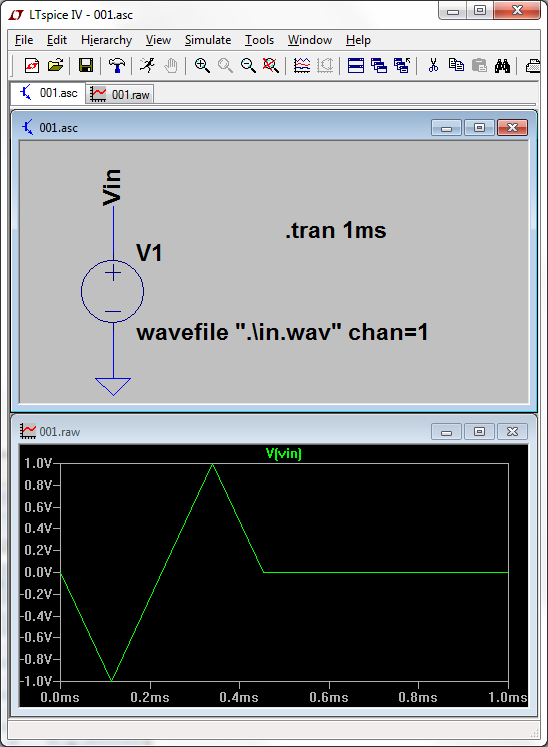 LTspice IV - 001.asc
File Edit Hierarchy View Simulate Tools Window Help
001.asc 001.raw
001.asc
Vin
.tran 1ms
V1
wavefile ".\in.wav" chan=1
001.raw
V(vin)
1.0V
0.8V
0.6V
0.4V
0.2V
0.0V
-0.2V
-0.4V
-0.6V
-0.8V
-1.0V
0.0ms 0.2ms 0.4ms 0.6ms 0.8ms 1.0ms